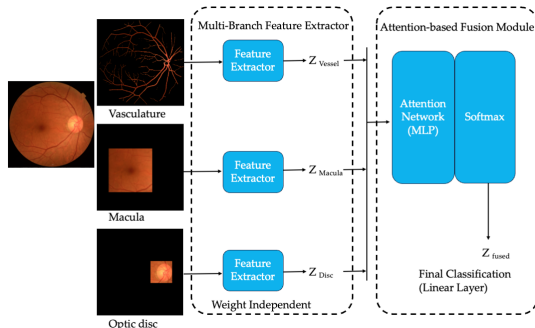 Multi-Branch Feature Extractor
Attention-based Fusion Module
Feature
Extractor
Z Vessel
Vasculature
Attention
Network
(MLP)
Softmax
Feature
Extractor
Z Macula
Macula
Z fused
Feature
Extractor
Z Disc
Final Classification
(Linear Layer)
Weight Independent
Optic disc